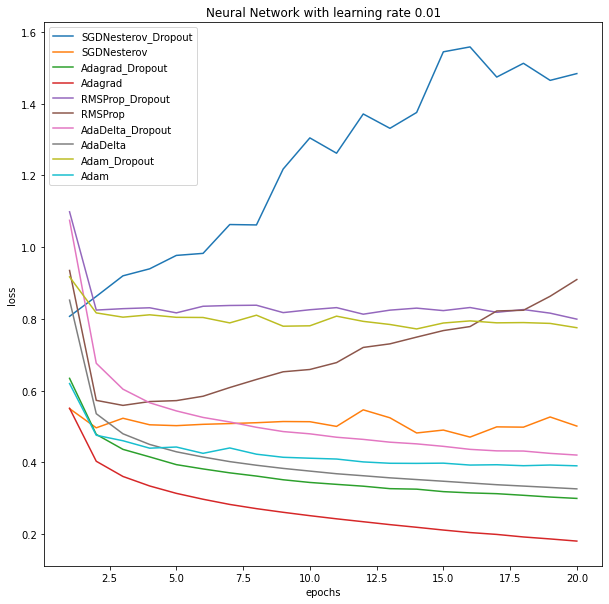 Neural Network with learning rate 0.01
SGDNesterov_Dropout
SGDNesterov
Adagrad_Dropout
Adagrad
RMSProp_Dropout
RMSProp
AdaDelta_Dropout
AdaDelta
Adam_Dropout
Adam
1.6
1.4
1.2
1.0
0.8
0.6
0.4
0.2
loss
2.5 5.0 7.5 10.0 12.5 15.0 17.5 20.0
epochs